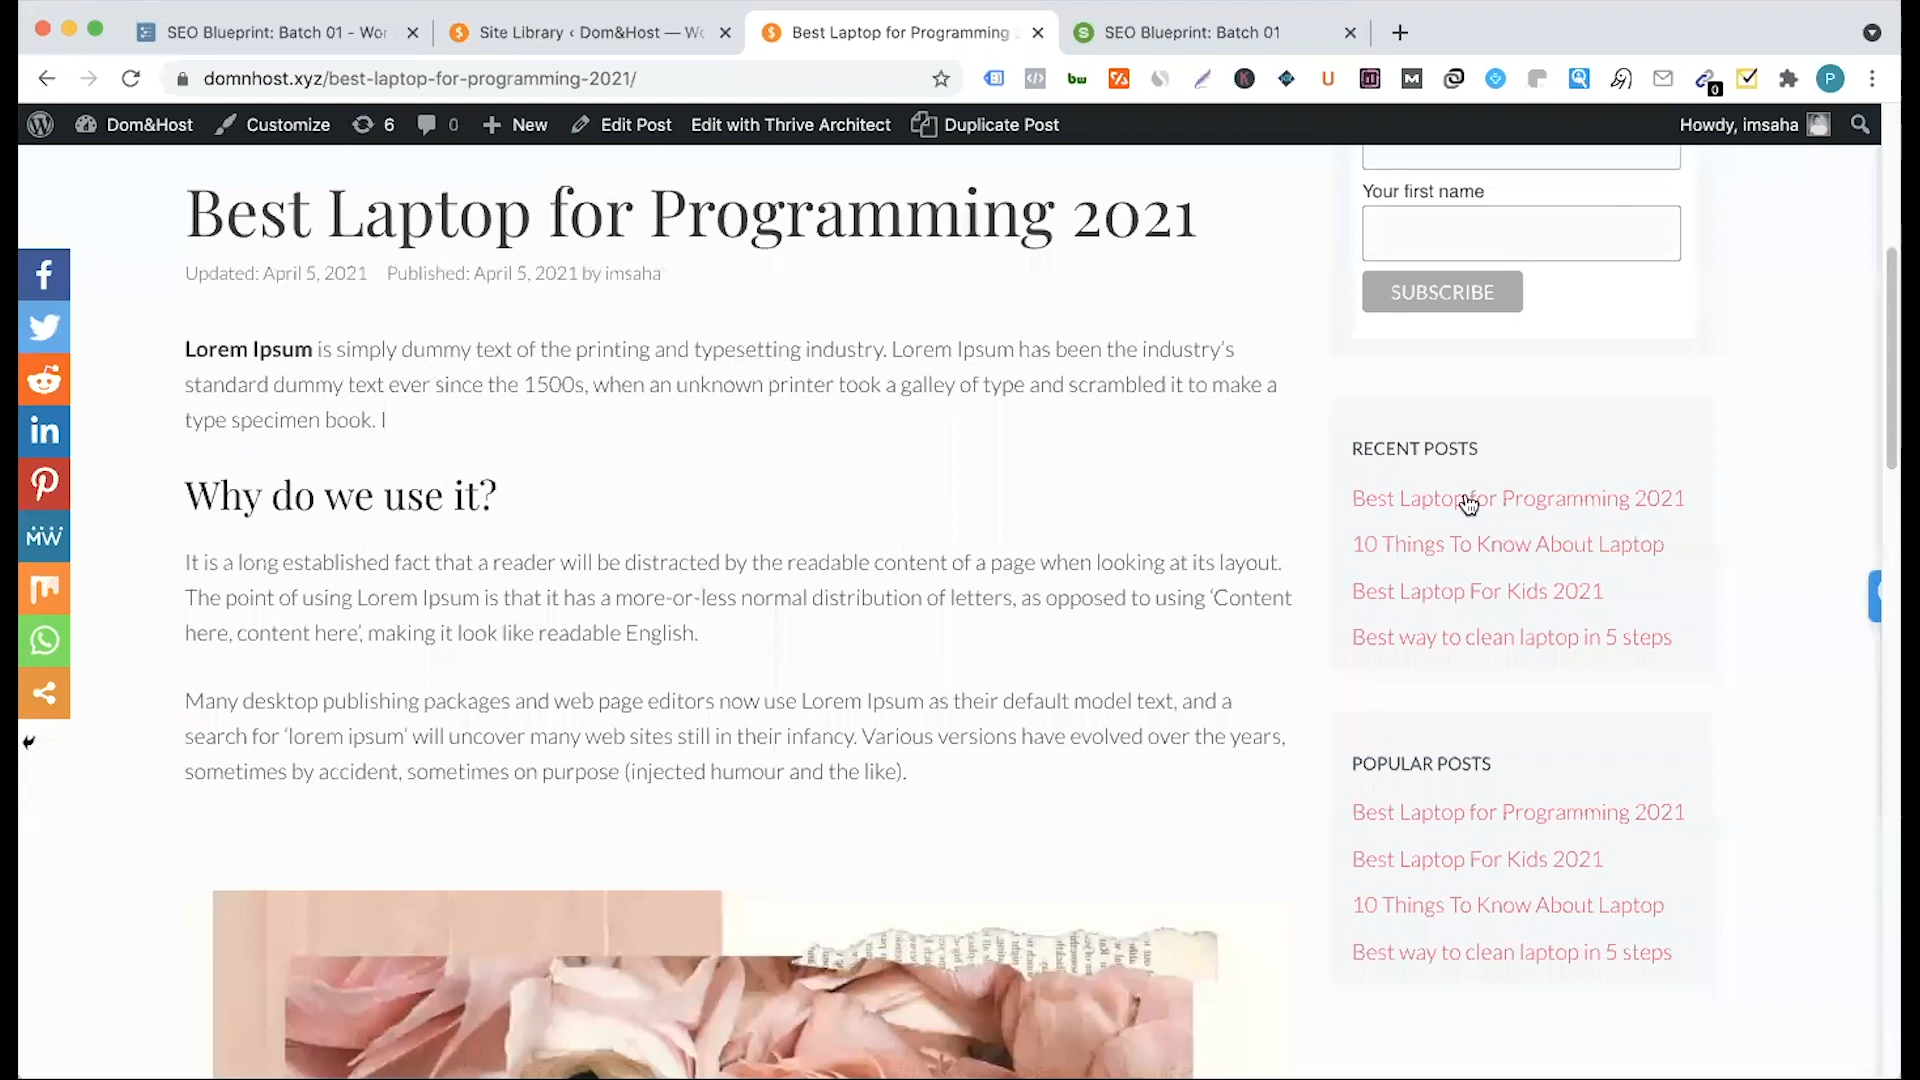 SEO Blueprint: Batch 01 - Wor
Site Library ‹ Dom&Host — Wo
Best Laptop for Programming
SEO Blueprint: Batch 01
domnhost.xyz/best-laptop-for-programming-2021/
Dom&Host
Customize
6
0
New
Edit Post
Edit with Thrive Architect
Duplicate Post
Howdy, imsaha
Best Laptop for Programming 2021
Updated: April 5, 2021 Published: April 5, 2021 by imsaha
Lorem Ipsum is simply dummy text of the printing and typesetting industry. Lorem Ipsum has been the industry’s
standard dummy text ever since the 1500s, when an unknown printer took a galley of type and scrambled it to make a
type specimen book. I
Why do we use it?
It is a long established fact that a reader will be distracted by the readable content of a page when looking at its layout.
The point of using Lorem Ipsum is that it has a more-or-less normal distribution of letters, as opposed to using ‘Content
here, content here’, making it look like readable English.
Many desktop publishing packages and web page editors now use Lorem Ipsum as their default model text, and a
search for ‘lorem ipsum’ will uncover many web sites still in their infancy. Various versions have evolved over the years,
sometimes by accident, sometimes on purpose (injected humour and the like).
Your first name
SUBSCRIBE
RECENT POSTS
Best Laptop for Programming 2021
10 Things To Know About Laptop
Best Laptop For Kids 2021
Best way to clean laptop in 5 steps
POPULAR POSTS
Best Laptop for Programming 2021
Best Laptop For Kids 2021
10 Things To Know About Laptop
Best way to clean laptop in 5 steps